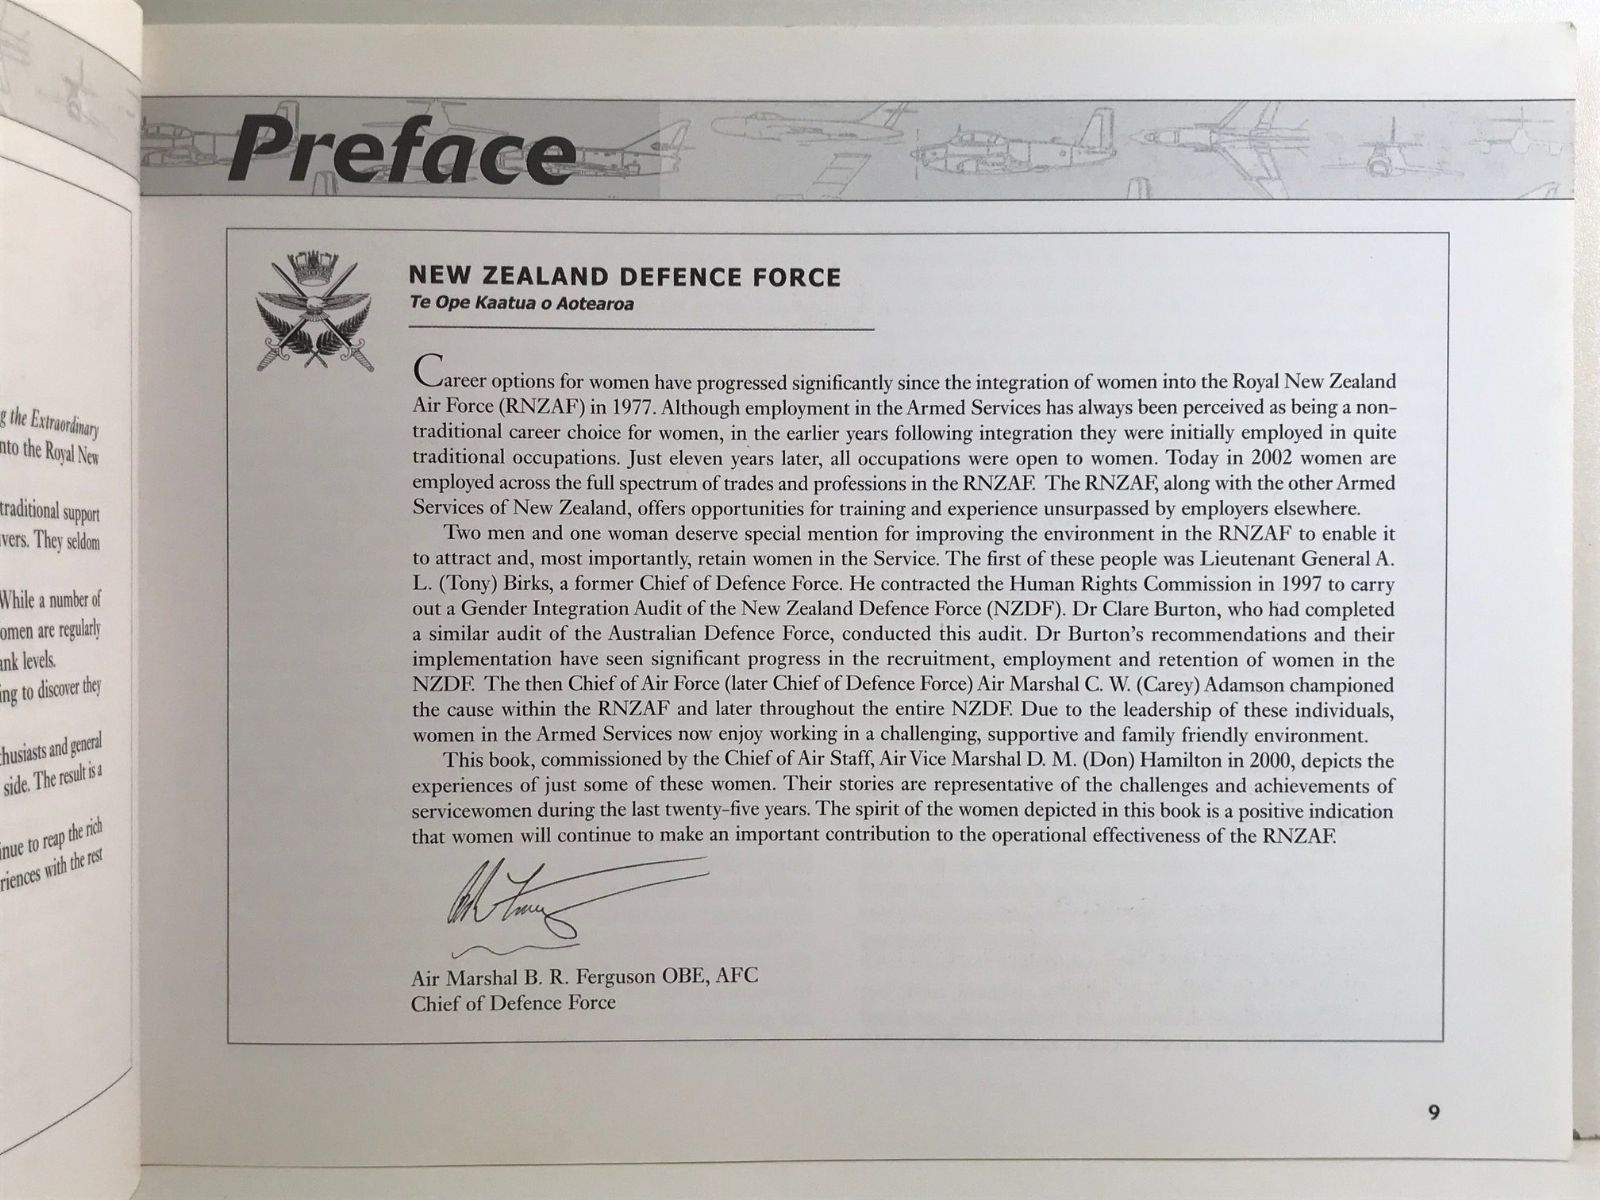 g the Extraordinary
nto the Royal New
traditional support
vers. They seldom
While a number of
omen are regularly
ank levels.
ing to discover they
thusiasts and general
side. The result is a
inue to reap the rich
riences with the rest
Preface
NEW ZEALAND DEFENCE FORCE
Te Ope Kaatua o Aotearoa
Career options for women have progressed significantly since the integration of women into the Royal New Zealand
Air Force (RNZAF) in 1977. Although employment in the Armed Services has always been perceived as being a non-
traditional career choice for women, in the earlier years following integration they were initially employed in quite
traditional occupations. Just eleven years later, all occupations were open to women. Today in 2002 women are
employed across the full spectrum of trades and professions in the RNZAF. The RNZAF, along with the other Armed
Services of New Zealand, offers opportunities for training and experience unsurpassed by employers elsewhere.
Two men and one woman deserve special mention for improving the environment in the RNZAF to enable it
to attract and, most importantly, retain women in the Service. The first of these people was Lieutenant General A.
L. (Tony) Birks, a former Chief of Defence Force. He contracted the Human Rights Commission in 1997 to carry
out a Gender Integration Audit of the New Zealand Defence Force (NZDF). Dr Clare Burton, who had completed
a similar audit of the Australian Defence Force, conducted this audit. Dr Burton's recommendations and their
implementation have seen significant progress in the recruitment, employment and retention of women in the
NZDF. The then Chief of Air Force (later Chief of Defence Force) Air Marshal C. W. (Carey) Adamson championed
the cause within the RNZAF and later throughout the entire NZDF. Due to the leadership of these individuals,
women in the Armed Services now enjoy working in a challenging, supportive and family friendly environment.
This book, commissioned by the Chief of Air Staff, Air Vice Marshal D. M. (Don) Hamilton in 2000, depicts the
experiences of just some of these women. Their stories are representative of the challenges and achievements of
servicewomen during the last twenty-five years. The spirit of the women depicted in this book is a positive indication
that women will continue to make an important contribution to the operational effectiveness of the RNZAF.
Air Marshal B. R. Ferguson OBE, AFC
Chief of Defence Force
9